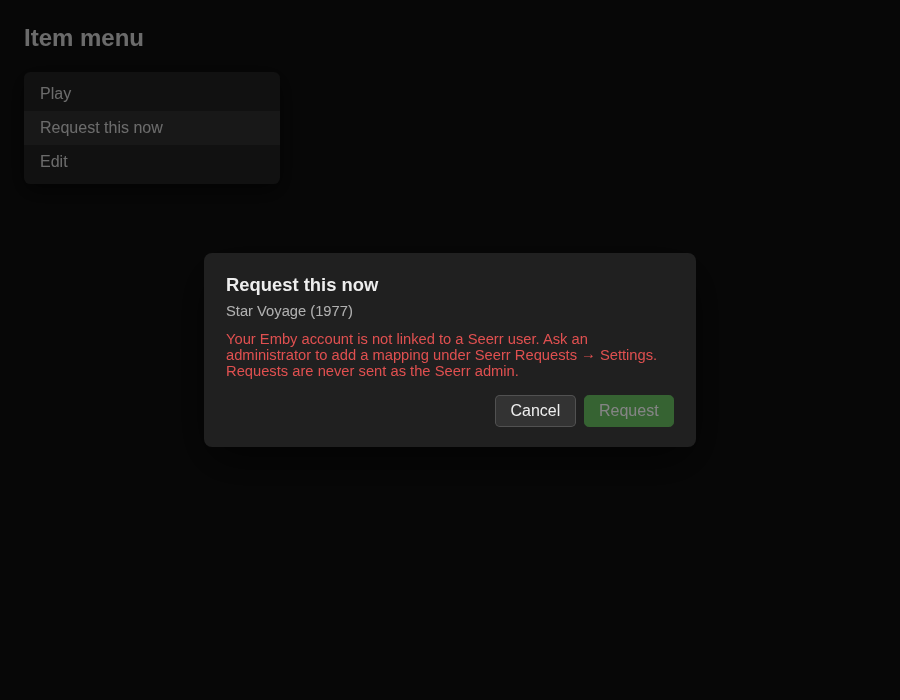 Item menu
Play
Request this now
Edit
Request this now
Star Voyage (1977)
Your Emby account is not linked to a Seerr user. Ask an
administrator to add a mapping under Seerr Requests → Settings.
Requests are never sent as the Seerr admin.
Cancel
Request